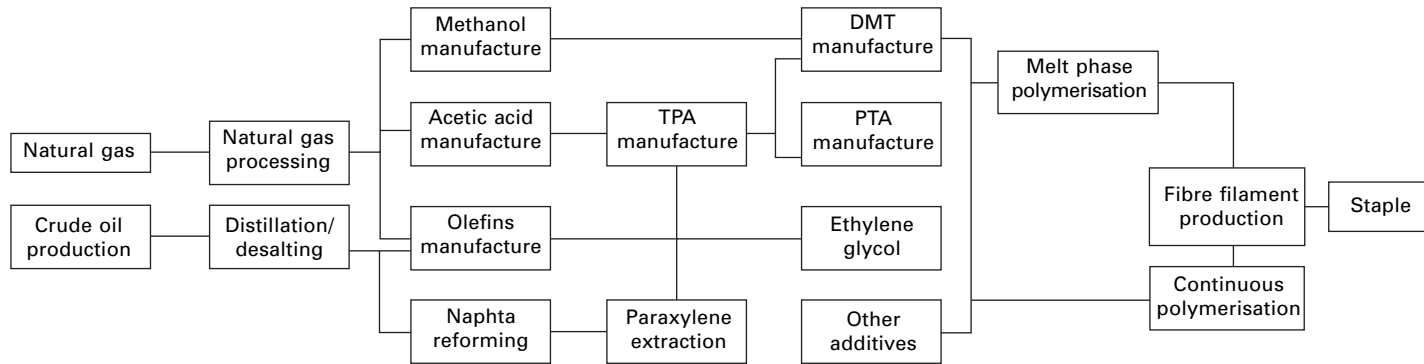 Natural gas
Crude oil
production
Natural gas
processing
Distillation/
desalting
Methanol
manufacture
Acetic acid
manufacture
Olefins
manufacture
Naphta
reforming
TPA
manufacture
Paraxylene
extraction
DMT
manufacture
PTA
manufacture
Ethylene
glycol
Other
additives
Melt phase
polymerisation
Fibre filament
production
Continuous
polymerisation
Staple